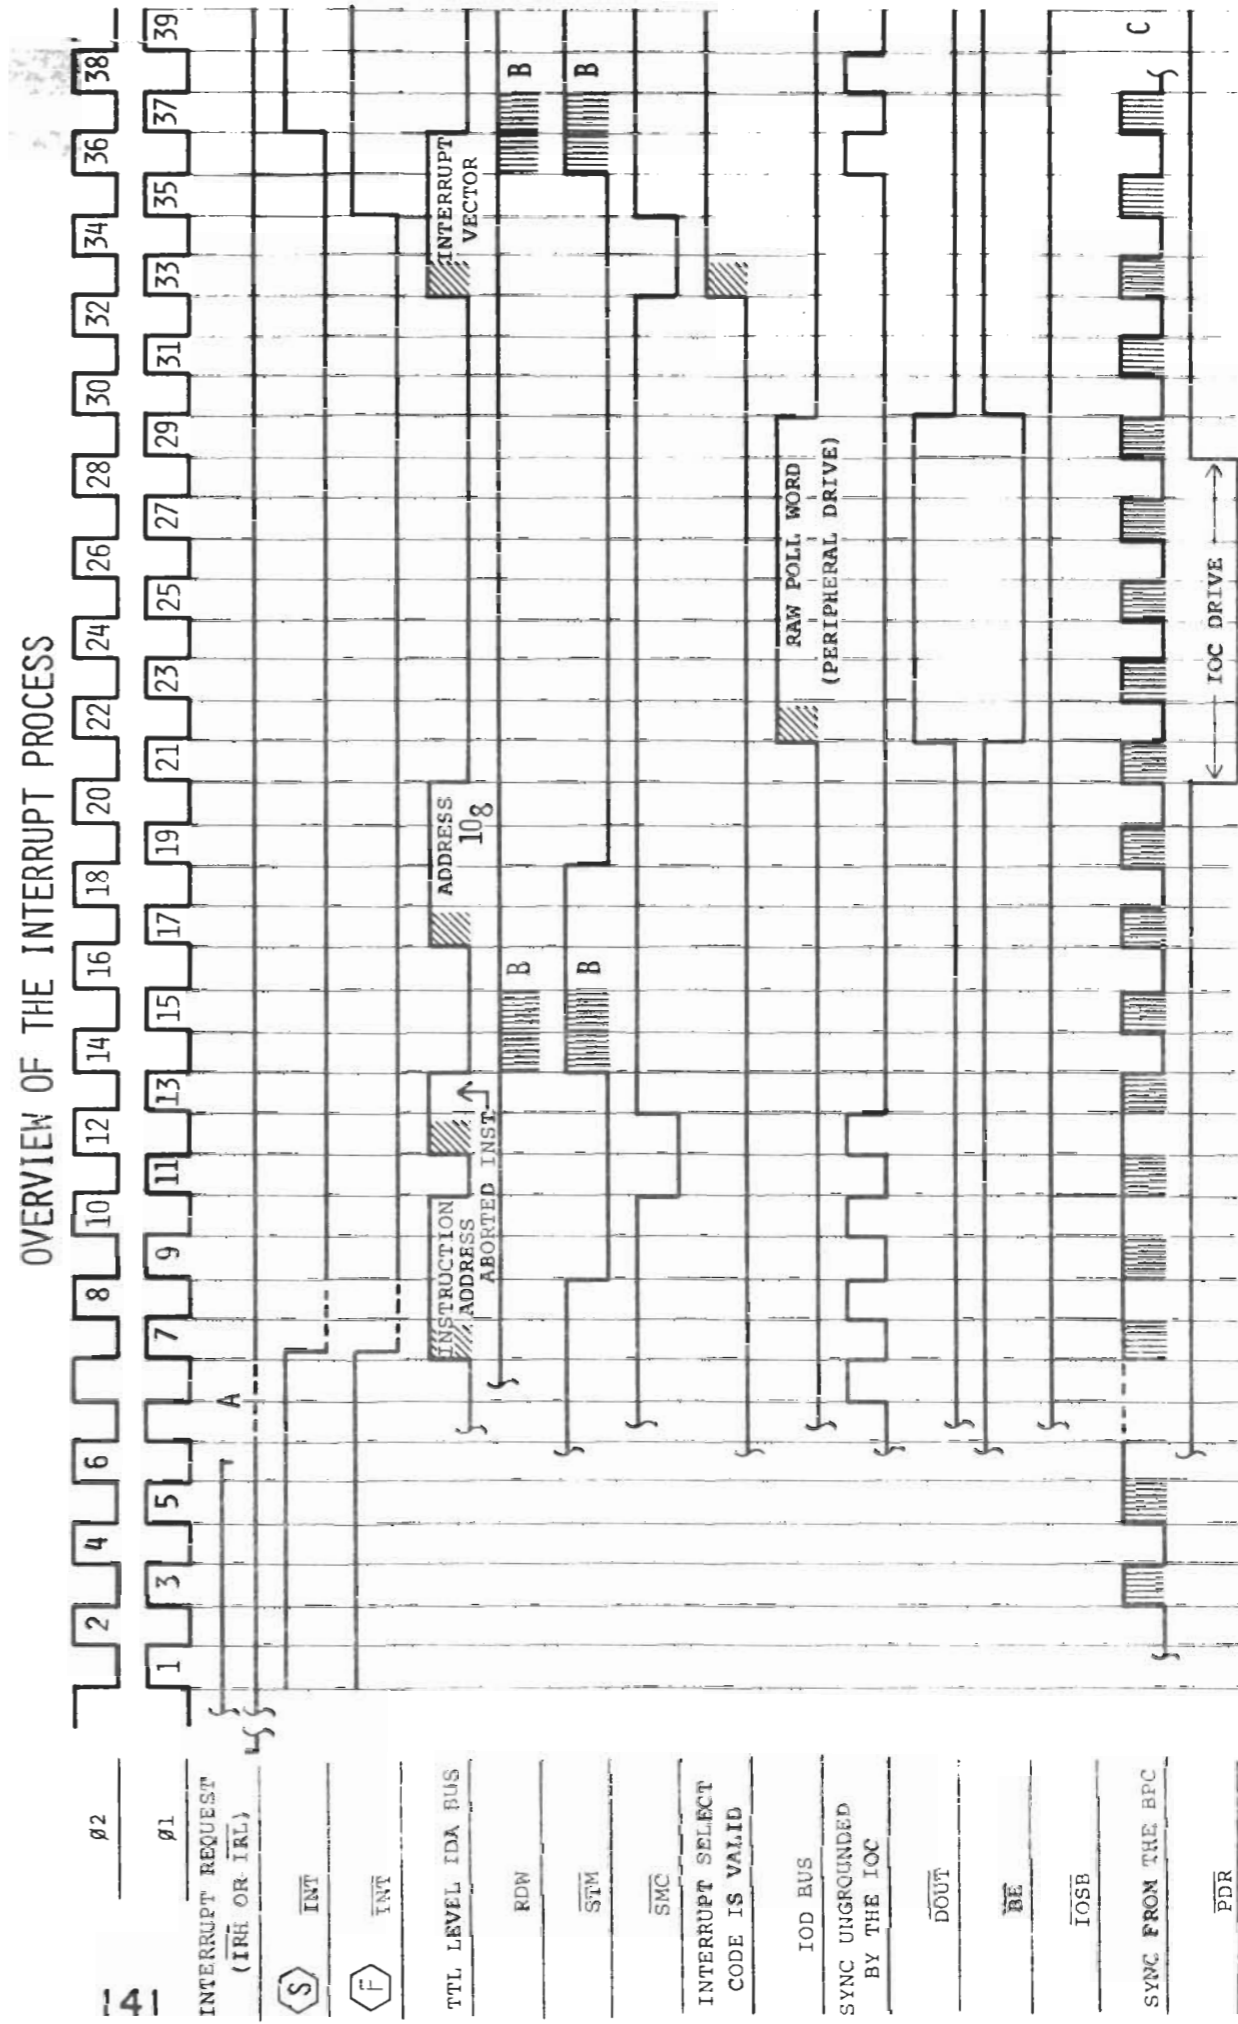 OVERVIEW OF THE INTERRUPT PROCESS
141
ø2
2 4 6 8 10 12 14 16 18 20 22 24 26 28 30 32 34 36 38
ø1
1 3 5 7 9 11 13 15 17 19 21 23 25 27 29 31 33 35 37 39
INTERRUPT REQUEST
(IRH OR IRL)
A
S INT
F INT
TTL LEVEL IDA BUS
INSTRUCTION
ADDRESS
ABORTED INST
ADDRESS
10₈
INTERRUPT
VECTOR
RDW
B
B
STM
B
B
SMC
INTERRUPT SELECT
CODE IS VALID
IOD BUS
RAW POLL WORD
(PERIPHERAL DRIVE)
SYNC UNGROUNDED
BY THE IOC
DOUT
BE
IOSB
SYNC FROM THE BPC
C
PDR
IOC DRIVE